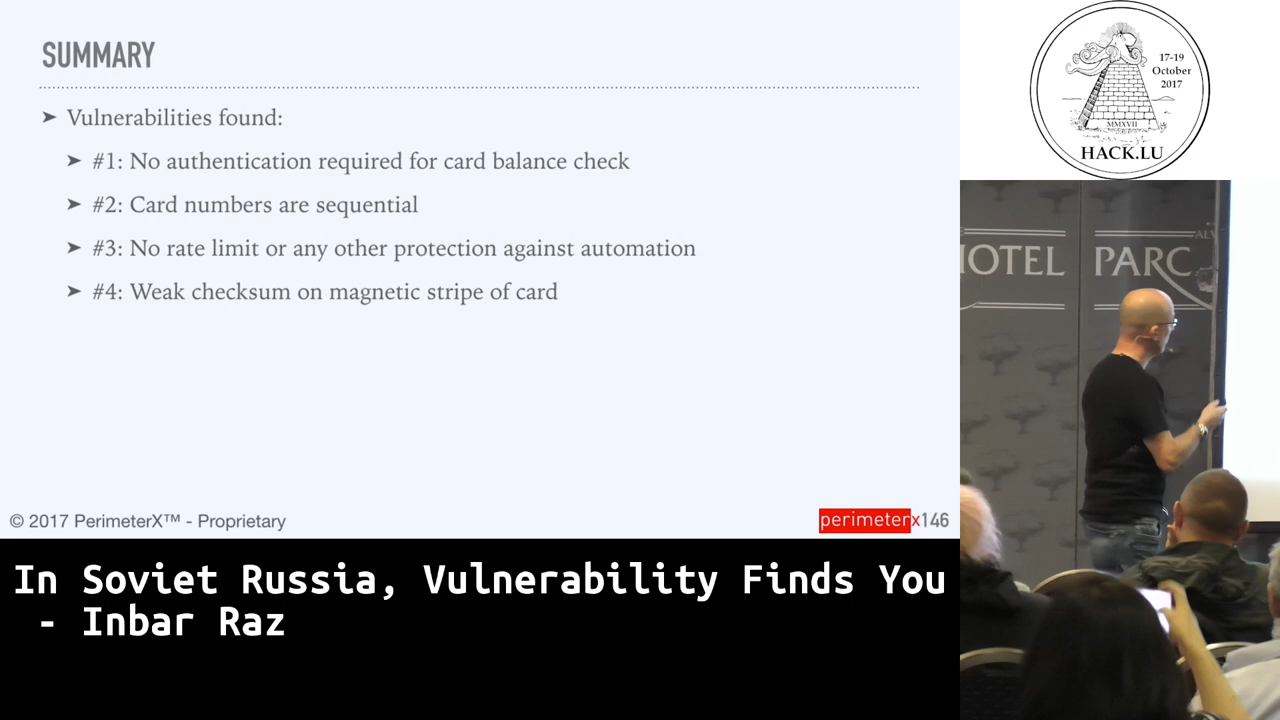 SUMMARY
➤ Vulnerabilities found:
➤ #1: No authentication required for card balance check
➤ #2: Card numbers are sequential
➤ #3: No rate limit or any other protection against automation
➤ #4: Weak checksum on magnetic stripe of card
© 2017 PerimeterX™ - Proprietary
perimeterx146
In Soviet Russia, Vulnerability Finds You
- Inbar Raz
17-19
October
2017
MMXVII
HACK.LU
HOTEL PARC